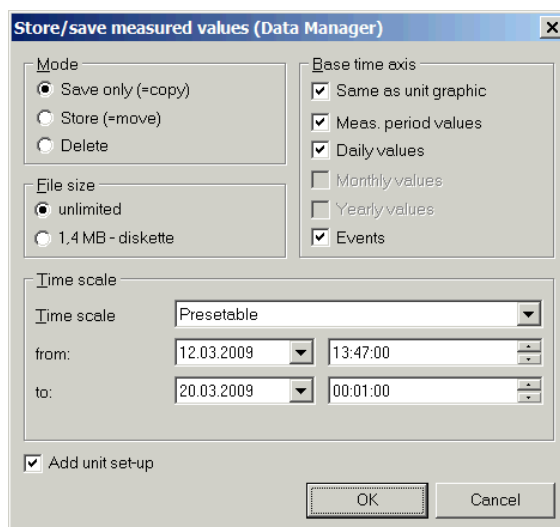 Store/save measured values (Data Manager)
Mode
Save only (=copy)
Store (=move)
Delete
File size
unlimited
1,4 MB - diskette
Base time axis
Same as unit graphic
Meas. period values
Daily values
Monthly values
Yearly values
Events
Time scale
Time scale Presetable
from: 12.03.2009 13:47:00
to: 20.03.2009 00:01:00
Add unit set-up
OK Cancel